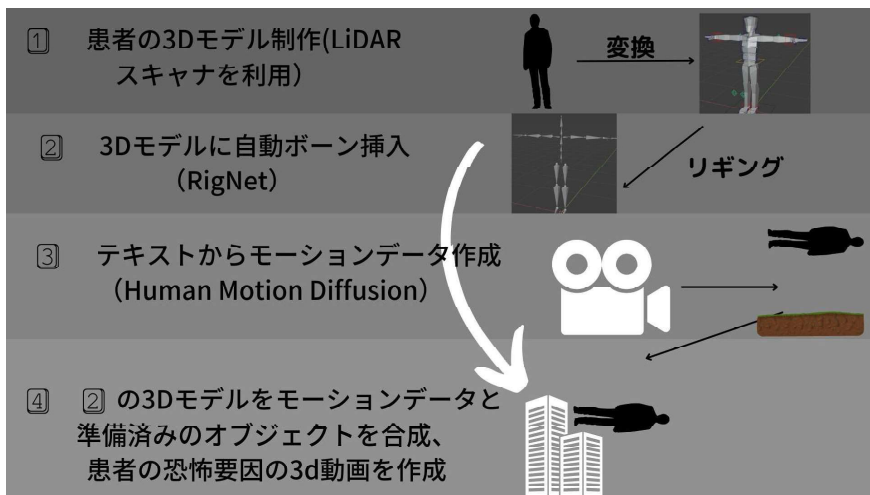 1 患者の3Dモデル制作(LiDAR
スキャナを利用)
変換
2 3Dモデルに自動ボーン挿入
(RigNet)
リギング
3 テキストからモーションデータ作成
(Human Motion Diffusion)
4 2 の3Dモデルをモーションデータと
準備済みのオブジェクトを合成、
患者の恐怖要因の3d動画を作成